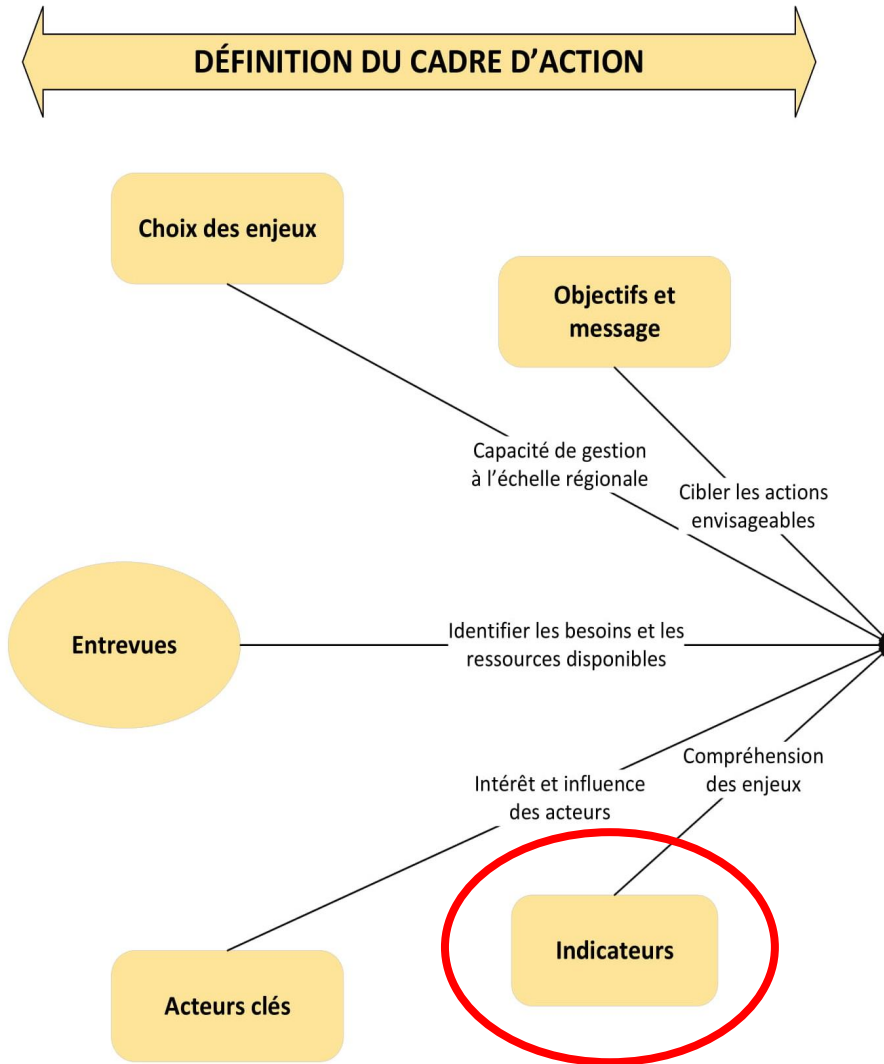 DÉFINITION DU CADRE D’ACTION
Choix des enjeux
Objectifs et
message
Capacité de gestion
à l’échelle régionale
Cibler les actions
envisageables
Entrevues
Identifier les besoins et les
ressources disponibles
Compréhension
des enjeux
Intérêt et influence
des acteurs
Indicateurs
Acteurs clés